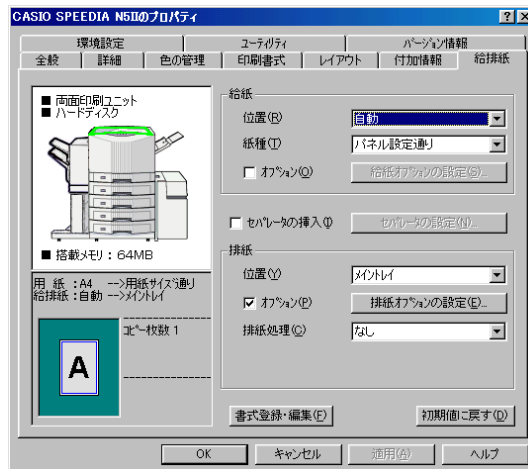 CASIO SPEEDIA N5Ⅱのプロパティ
環境設定 ユーティリティ バージョン情報
全般 詳細 色の管理 印刷書式 レイアウト 付加情報 給排紙
■ 両面印刷ユニット
■ ハードディスク
■ 搭載メモリ : 64MB
用 紙 : A4 -->用紙サイズ通り
給排紙 : 自動 -->メイントレイ
コピー枚数 1
A
給紙
位置(R) 自動
紙種(T) パネル設定通り
オプション(O) 給紙オプションの設定(S)...
セパレータの挿入(I) セパレータの設定(N)...
排紙
位置(Y) メイントレイ
オプション(P) 排紙オプションの設定(E)...
排紙処理(C) なし
書式登録・編集(F) 初期値に戻す(D)
OK キャンセル 適用(A) ヘルプ